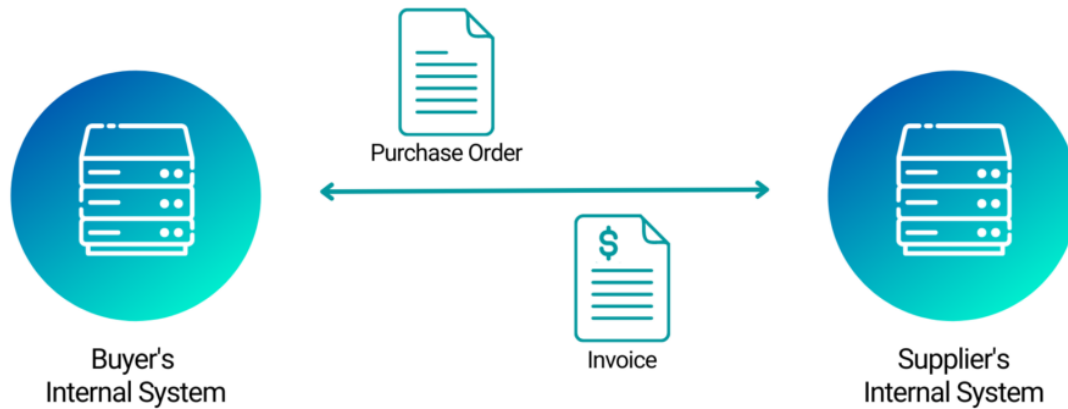 Purchase Order
$
Invoice
Buyer's
Internal System
Supplier's
Internal System